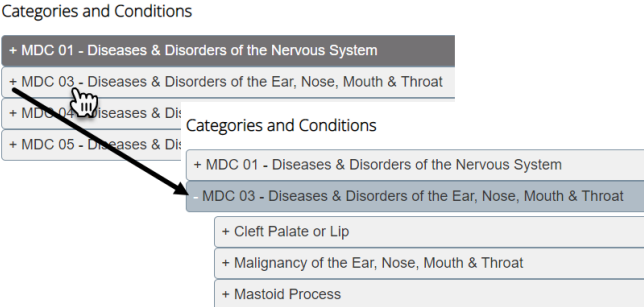 Categories and Conditions
+ MDC 01 - Diseases & Disorders of the Nervous System
+ MDC 03 - Diseases & Disorders of the Ear, Nose, Mouth & Throat
+ MDC 04 - Diseases & Di
+ MDC 05 - Diseases & Dis
Categories and Conditions
+ MDC 01 - Diseases & Disorders of the Nervous System
- MDC 03 - Diseases & Disorders of the Ear, Nose, Mouth & Throat
+ Cleft Palate or Lip
+ Malignancy of the Ear, Nose, Mouth & Throat
+ Mastoid Process